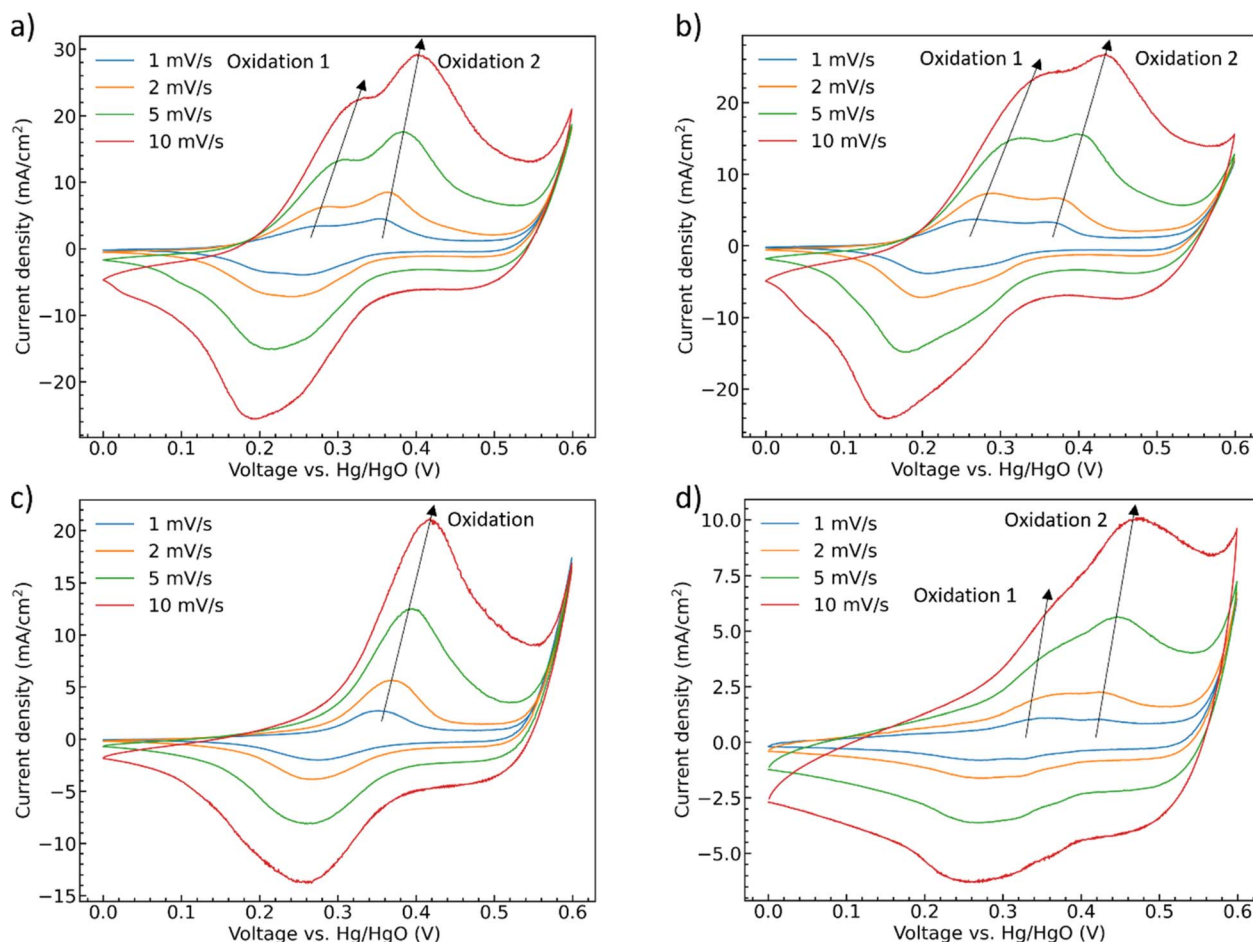 a)
Oxidation 1
Oxidation 2
1 mV/s
2 mV/s
5 mV/s
10 mV/s
30
20
10
0
−10
−20
Current density (mA/cm²)
0.0 0.1 0.2 0.3 0.4 0.5 0.6
Voltage vs. Hg/HgO (V)
b)
Oxidation 1
Oxidation 2
1 mV/s
2 mV/s
5 mV/s
10 mV/s
20
10
0
−10
−20
Current density (mA/cm²)
0.0 0.1 0.2 0.3 0.4 0.5 0.6
Voltage vs. Hg/HgO (V)
c)
Oxidation
1 mV/s
2 mV/s
5 mV/s
10 mV/s
20
15
10
5
0
−5
−10
−15
Current density (mA/cm²)
0.0 0.1 0.2 0.3 0.4 0.5 0.6
Voltage vs. Hg/HgO (V)
d)
Oxidation 2
Oxidation 1
1 mV/s
2 mV/s
5 mV/s
10 mV/s
10.0
7.5
5.0
2.5
0.0
−2.5
−5.0
Current density (mA/cm²)
0.0 0.1 0.2 0.3 0.4 0.5 0.6
Voltage vs. Hg/HgO (V)